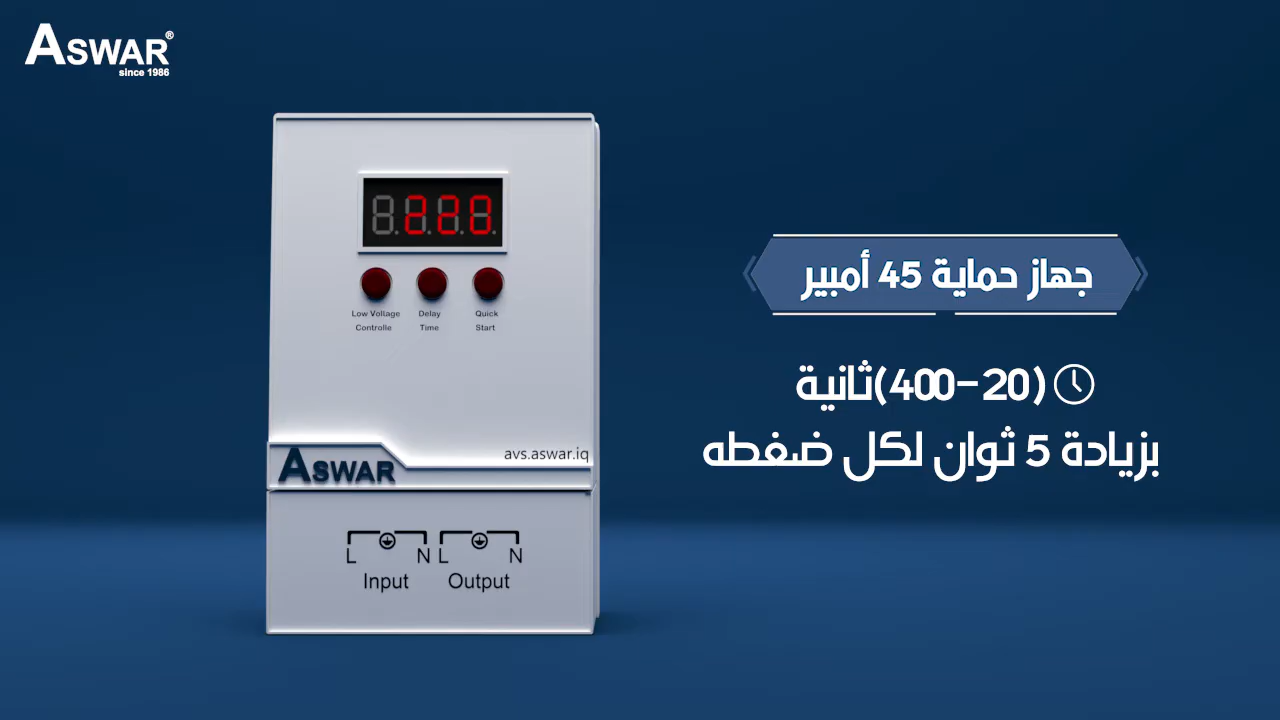 ASWAR®
since 1986
220
Low Voltage Controlle
Delay Time
Quick Start
ASWAR
avs.aswar.iq
L N L N
Input Output
جهاز حماية 45 أمبير
(20-400)ثانية
بزيادة 5 ثوان لكل ضغطه